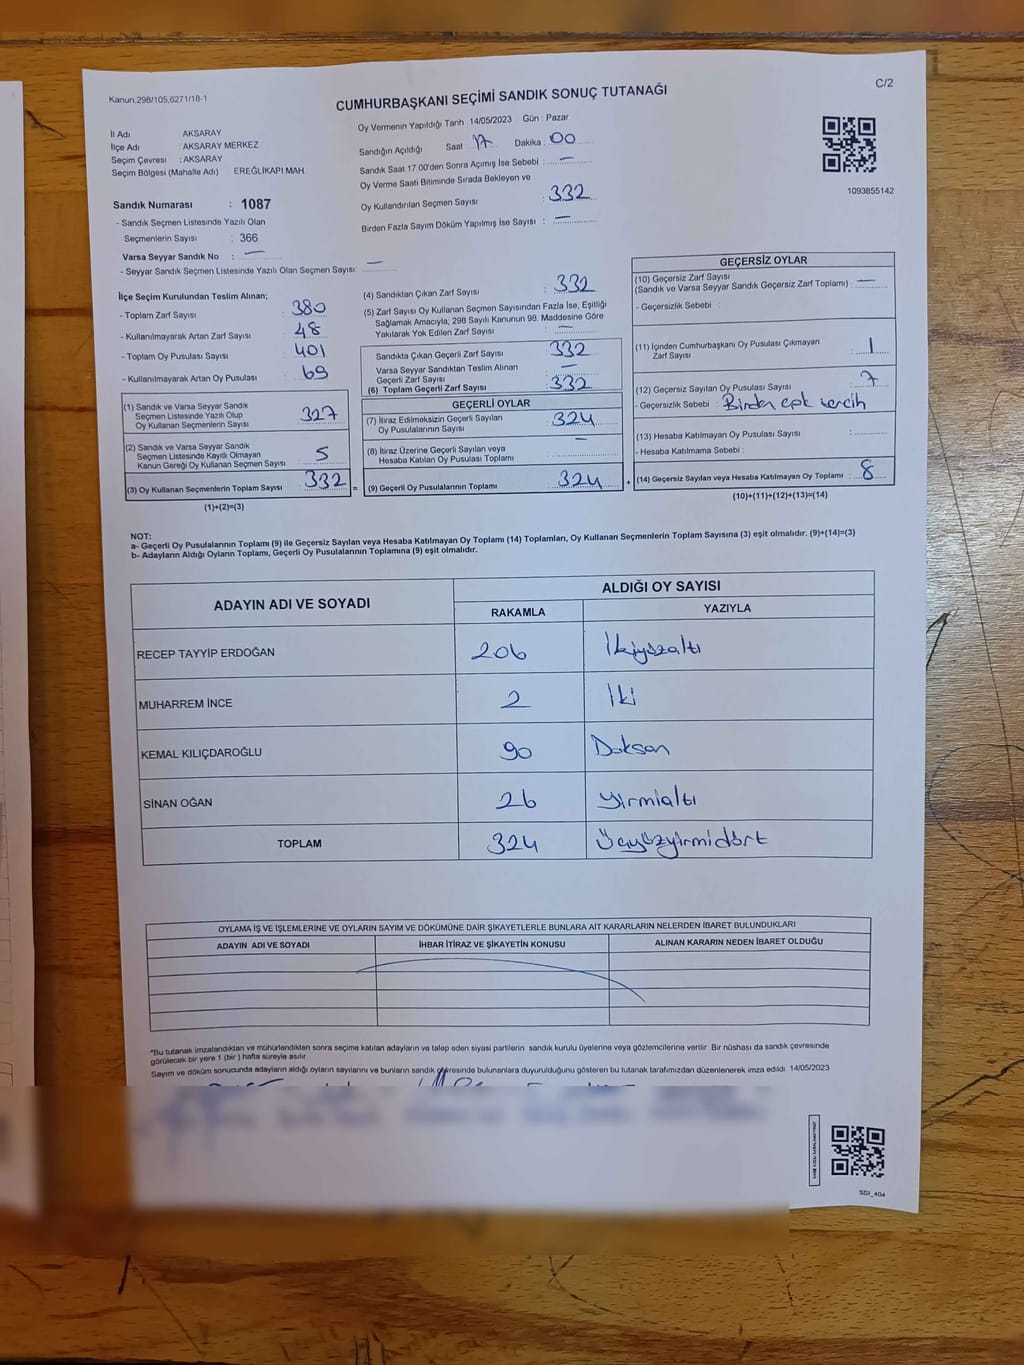 Kanun,298/105,6271/18-1
C/2
CUMHURBAŞKANI SEÇİMİ SANDIK SONUÇ TUTANAĞI
İl Adı AKSARAY
İlçe Adı : AKSARAY MERKEZ
Seçim Çevresi : AKSARAY
Seçim Bölgesi (Mahalle Adı) EREĞLİKAPI MAH.
Sandık Numarası : 1087
- Sandık Seçmen Listesinde Yazılı Olan
Seçmenlerin Sayısı : 366
Varsa Seyyar Sandık No : —
- Seyyar Sandık Seçmen Listesinde Yazılı Olan Seçmen Sayısı: —
Oy Vermenin Yapıldığı Tarih 14/05/2023 Gün : Pazar
Sandığın Açıldığı Saat 17 Dakika : 00
Sandık Saat 17.00'den Sonra Açımış İse Sebebi : —
Oy Verme Saati Bitiminde Sırada Bekleyen ve
Oy Kullandırılan Seçmen Sayısı : 332
Birden Fazla Sayım Döküm Yapılmış İse Sayısı : —
1093855142
İlçe Seçim Kurulundan Teslim Alınan;
- Toplam Zarf Sayısı : 380
- Kullanılmayarak Artan Zarf Sayısı : 48
- Toplam Oy Pusulası Sayısı : 401
- Kullanılmayarak Artan Oy Pusulası : 69
(1) Sandık ve Varsa Seyyar Sandık
Seçmen Listesinde Yazılı Olup
Oy Kullanan Seçmenlerin Sayısı : 327
(2) Sandık ve Varsa Seyyar Sandık
Seçmen Listesinde Kayıtlı Olmayan
Kanun Gereği Oy Kullanan Seçmen Sayısı : 5
(3) Oy Kullanan Seçmenlerin Toplam Sayısı : 332 =
(1)+(2)=(3)
(4) Sandıktan Çıkan Zarf Sayısı : 332
(5) Zarf Sayısı Oy Kullanan Seçmen Sayısından Fazla İse, Eşitliği
Sağlamak Amacıyla, 298 Sayılı Kanunun 98. Maddesine Göre
Yakılarak Yok Edilen Zarf Sayısı : —
Sandıkta Çıkan Geçerli Zarf Sayısı : 332
Varsa Seyyar Sandıktan Teslim Alınan
Geçerli Zarf Sayısı : —
(6) Toplam Geçerli Zarf Sayısı : 332
GEÇERLİ OYLAR
(7) İtiraz Edilmeksizin Geçerli Sayılan
Oy Pusulalarının Sayısı : 324
(8) İtiraz Üzerine Geçerli Sayılan veya
Hesaba Katılan Oy Pusulası Toplamı : —
(9) Geçerli Oy Pusulalarının Toplamı : 324 +
GEÇERSİZ OYLAR
(10) Geçersiz Zarf Sayısı
(Sandık ve Varsa Seyyar Sandık Geçersiz Zarf Toplamı) : —
- Geçersizlik Sebebi :
(11) İçinden Cumhurbaşkanı Oy Pusulası Çıkmayan
Zarf Sayısı : 1
(12) Geçersiz Sayılan Oy Pusulası Sayısı : 7
- Geçersizlik Sebebi : Birden çok tercih
(13) Hesaba Katılmayan Oy Pusulası Sayısı :
- Hesaba Katılmama Sebebi :
(14) Geçersiz Sayılan veya Hesaba Katılmayan Oy Toplamı : 8
(10)+(11)+(12)+(13)=(14)
NOT:
a- Geçerli Oy Pusulalarının Toplamı (9) ile Geçersiz Sayılan veya Hesaba Katılmayan Oy Toplamı (14) Toplamları, Oy Kullanan Seçmenlerin Toplam Sayısına (3) eşit olmalıdır. (9)+(14)=(3)
b- Adayların Aldığı Oyların Toplamı, Geçerli Oy Pusulalarının Toplamına (9) eşit olmalıdır.
ADAYIN ADI VE SOYADI
ALDIĞI OY SAYISI
RAKAMLA YAZIYLA
RECEP TAYYİP ERDOĞAN 206 İkiyüzaltı
MUHARREM İNCE 2 İki
KEMAL KILIÇDAROĞLU 90 Doksan
SİNAN OĞAN 26 yirmialtı
TOPLAM 324 Üçyüzyirmidört
OYLAMA İŞ VE İŞLEMLERİNE VE OYLARIN SAYIM VE DÖKÜMÜNE DAİR ŞİKAYETLERLE BUNLARA AİT KARARLARIN NELERDEN İBARET BULUNDUKLARI
ADAYIN ADI VE SOYADI İHBAR İTİRAZ VE ŞİKAYETİN KONUSU ALINAN KARARIN NEDEN İBARET OLDUĞU
*Bu tutanak imzalandıktan ve mühürlendikten sonra seçime katılan adayların ve talep eden siyasi partilerin sandık kurulu üyelerine veya gözlemcilerine verilir. Bir nüshası da sandık çevresinde
görülecek bir yere 1 (bir ) hafta süreyle asılır.
Sayım ve döküm sonucunda adayların aldığı oyların sayılarını ve bunların sandık çevresinde bulunanlara duyurulduğunu gösteren bu tutanak tarafımızdan düzenlenerek imza edildi. 14/05/2023
SSI_404